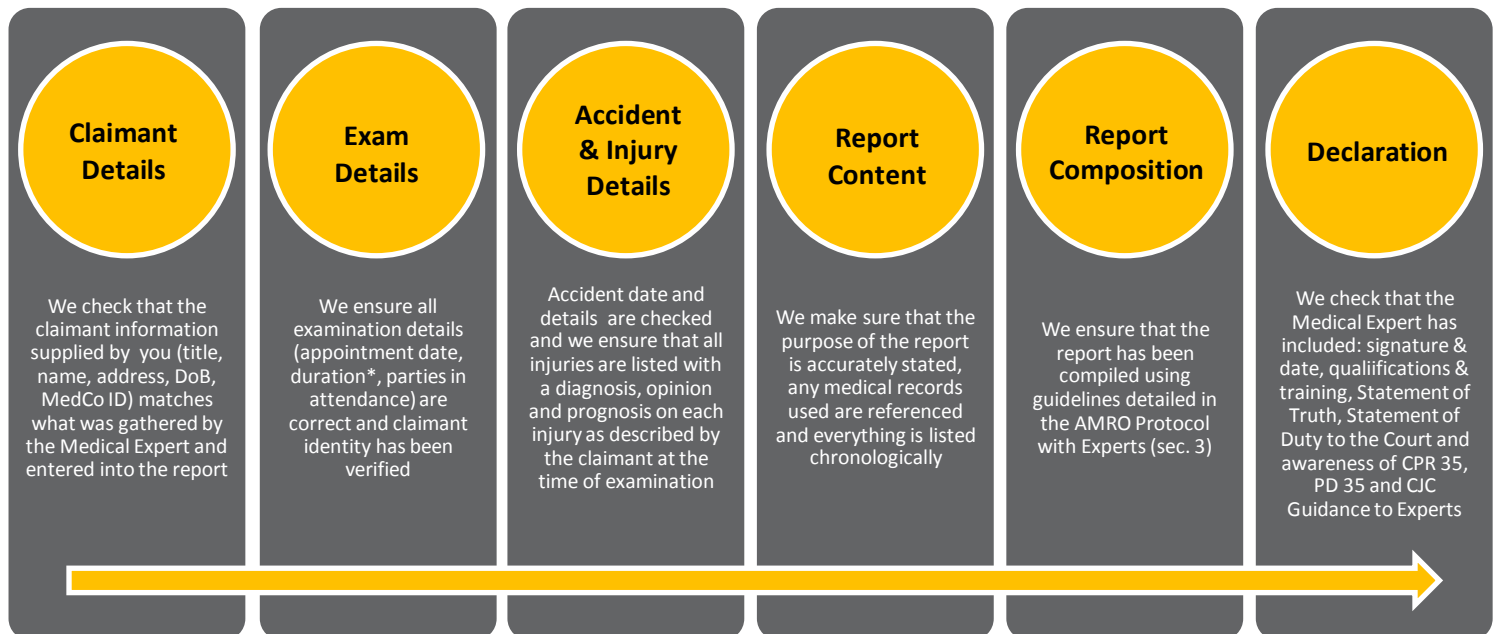 Claimant
Details
We check that the
claimant information
supplied by you (title,
name, address, DoB,
MedCo ID) matches
what was gathered by
the Medical Expert and
entered into the report
Exam
Details
We ensure all
examination details
(appointment date,
duration*, parties in
attendance) are
correct and claimant
identity has been
verified
Accident
& Injury
Details
Accident date and
details are checked
and we ensure that all
injuries are listed with
a diagnosis, opinion
and prognosis on each
injury as described by
the claimant at the
time of examination
Report
Content
We make sure that the
purpose of the report
is accurately stated,
any medical records
used are referenced
and everything is listed
chronologically
Report
Composition
We ensure that the
report has been
compiled using
guidelines detailed in
the AMRO Protocol
with Experts (sec. 3)
Declaration
We check that the
Medical Expert has
included: signature &
date, qualiifications &
training, Statement of
Truth, Statement of
Duty to the Court and
awareness of CPR 35,
PD 35 and CJC
Guidance to Experts